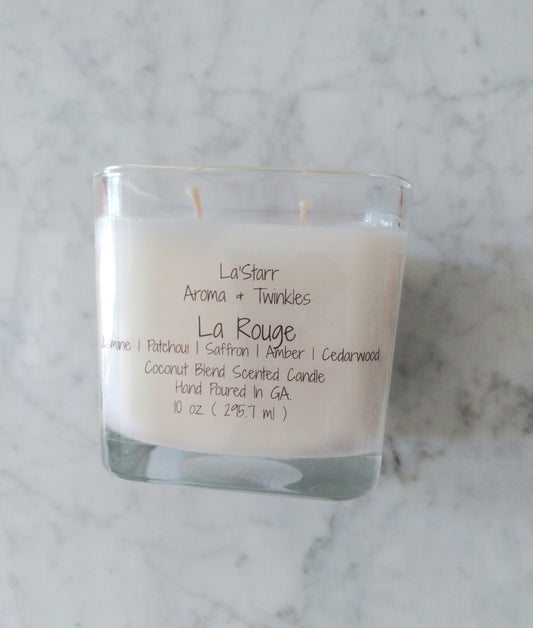 La'Starr
Aroma & Twinkles
La Rouge
| Patchoui | Saffron | Amber | Cedarwood
Coconut Blend Scented Candle
Hand Poured In GA.
10 oz. ( 295.7 ml )